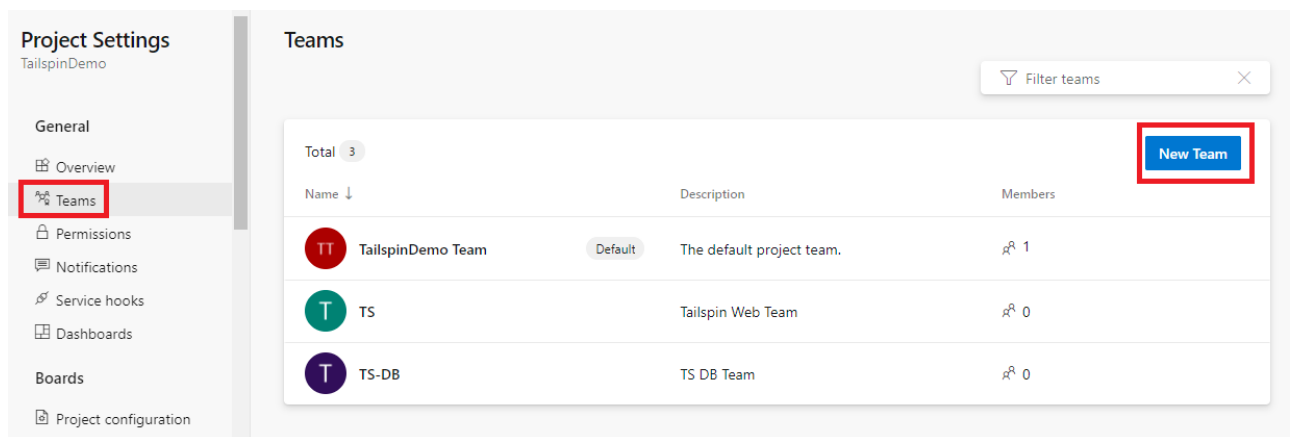 Project Settings
TailspinDemo
General
Overview
Teams
Permissions
Notifications
Service hooks
Dashboards
Boards
Project configuration
Teams
Filter teams
Total 3
New Team
Name ↓ Description Members
TT TailspinDemo Team Default The default project team. 1
T TS Tailspin Web Team 0
T TS-DB TS DB Team 0